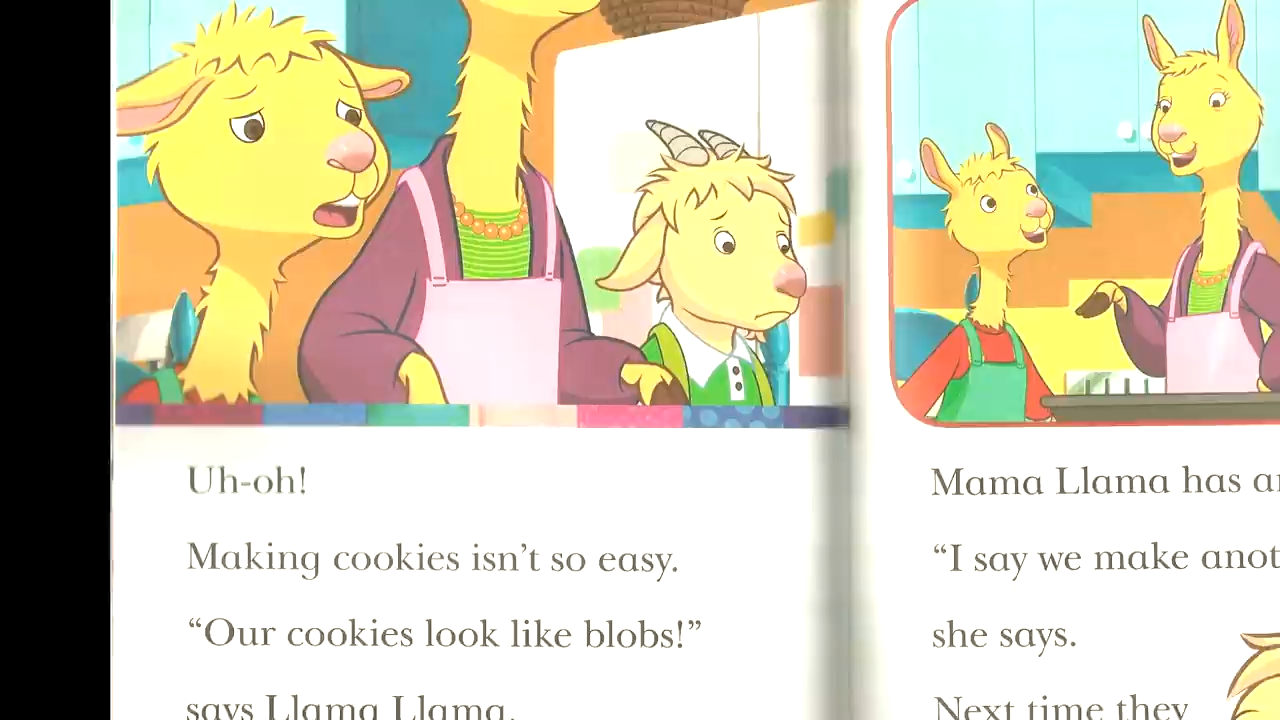 Uh-oh!
Making cookies isn't so easy.
“Our cookies look like blobs!”
says Llama Llama.
Mama Llama has
“I say we make
she says.
Next time they